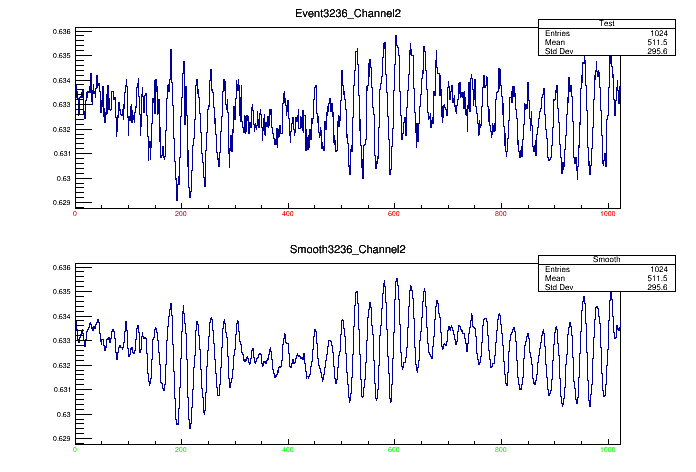 Event3236_Channel2
Test
Entries 1024
Mean 511.5
Std Dev 295.6
0.636
0.635
0.634
0.633
0.632
0.631
0.63
0.629
0 200 400 600 800 1000
Smooth3236_Channel2
Smooth
Entries 1024
Mean 511.5
Std Dev 295.6
0.636
0.635
0.634
0.633
0.632
0.631
0.63
0.629
0 200 400 600 800 1000